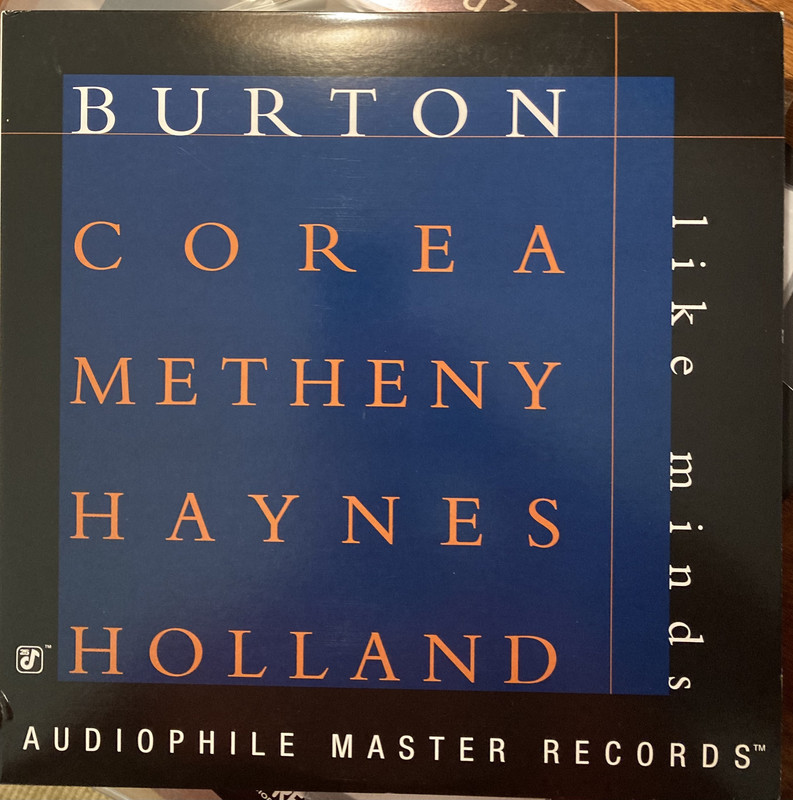 BURTON
COREA
METHENY
HAYNES
HOLLAND
like minds
AUDIOPHILE MASTER RECORDS™